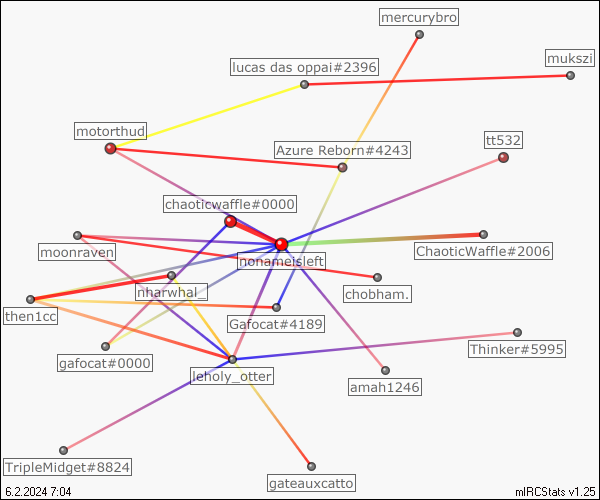 mercurybro
mukszi
lucas das oppai#2396
motorthud
tt532
Azure Reborn#4243
chaoticwaffle#0000
ChaoticWaffle#2006
moonraven
nonameisleft
chobham.
nharwhal_
then1cc
Gafocat#4189
Thinker#5995
gafocat#0000
leholy_otter
amah1246
TripleMidget#8824
gateauxcatto
6.2.2024 7:04
mIRCStats v1.25